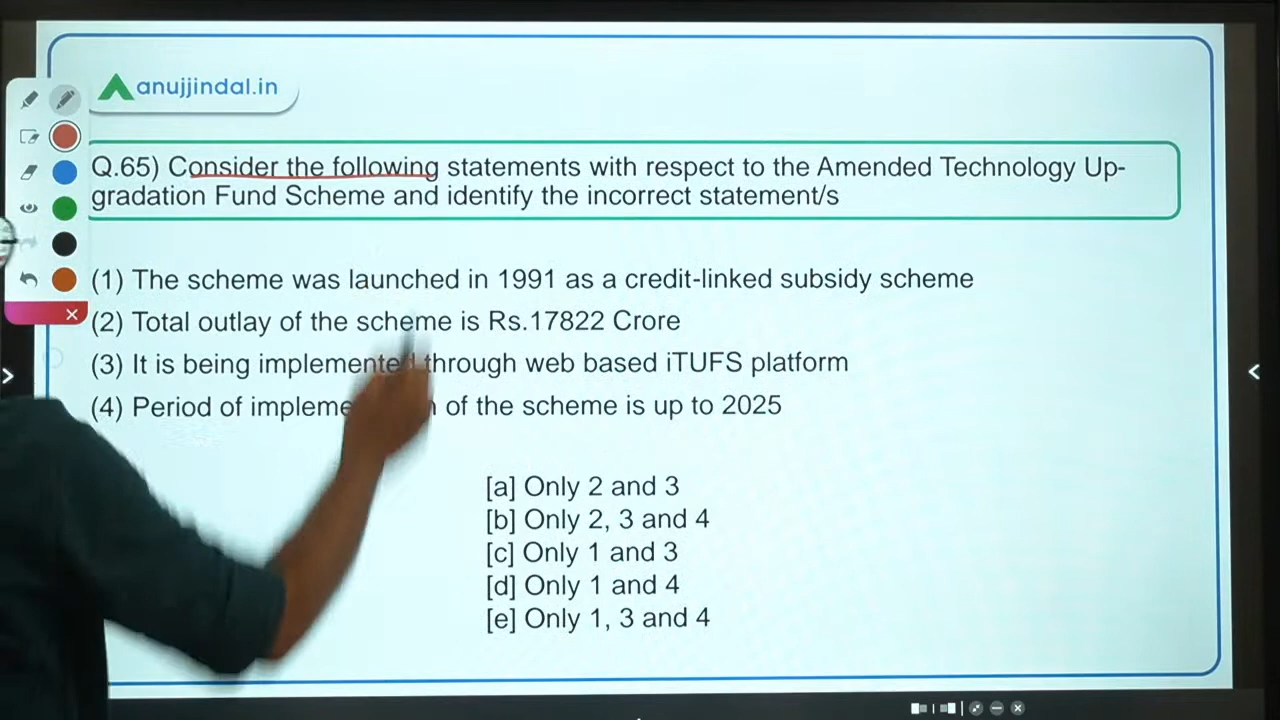 anujjindal.in
Q.65) Consider the following statements with respect to the Amended Technology Up-
gradation Fund Scheme and identify the incorrect statement/s
(1) The scheme was launched in 1991 as a credit-linked subsidy scheme
(2) Total outlay of the scheme is Rs.17822 Crore
(3) It is being implemented through web based iTUFS platform
(4) Period of of the scheme is up to 2025
[a] Only 2 and 3
[b] Only 2, 3 and 4
[c] Only 1 and 3
[d] Only 1 and 4
[e] Only 1, 3 and 4